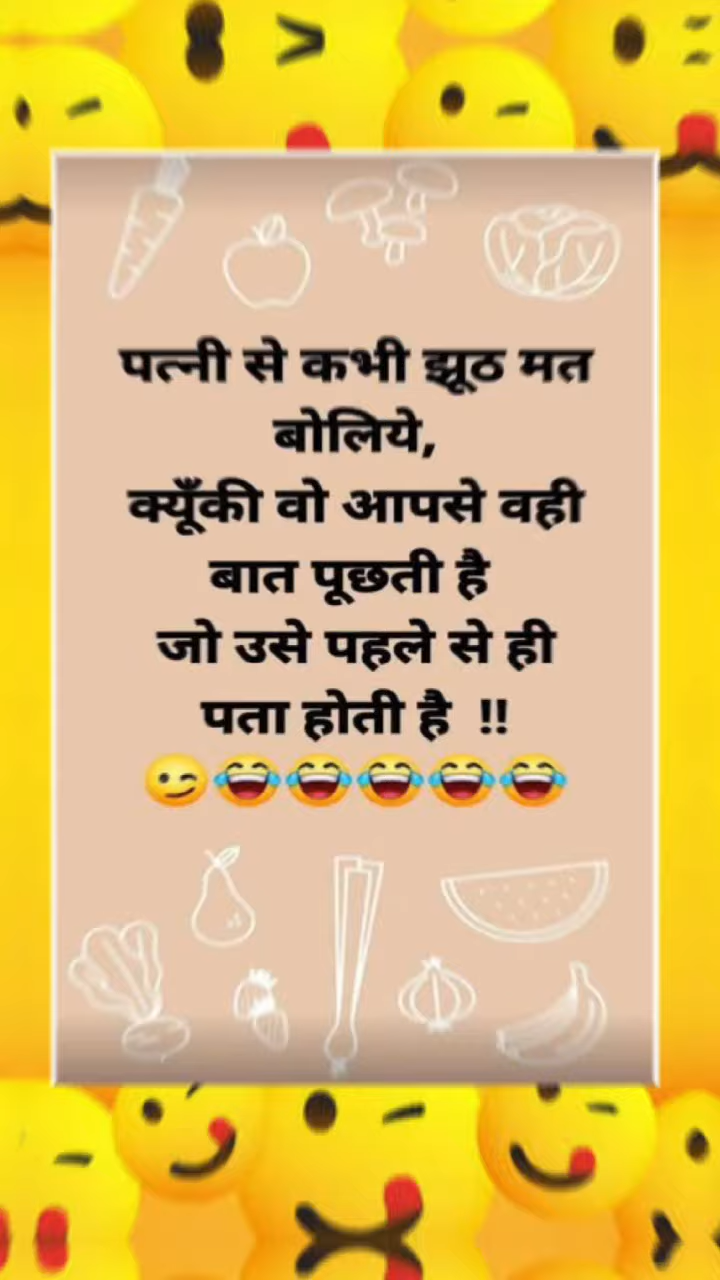 पत्नी से कभी झूठ मत
बोलिये,
क्यूँकी वो आपसे वही
बात पूछती है
जो उसे पहले से ही
पता होती है !!
😉😂😂😂😂😂